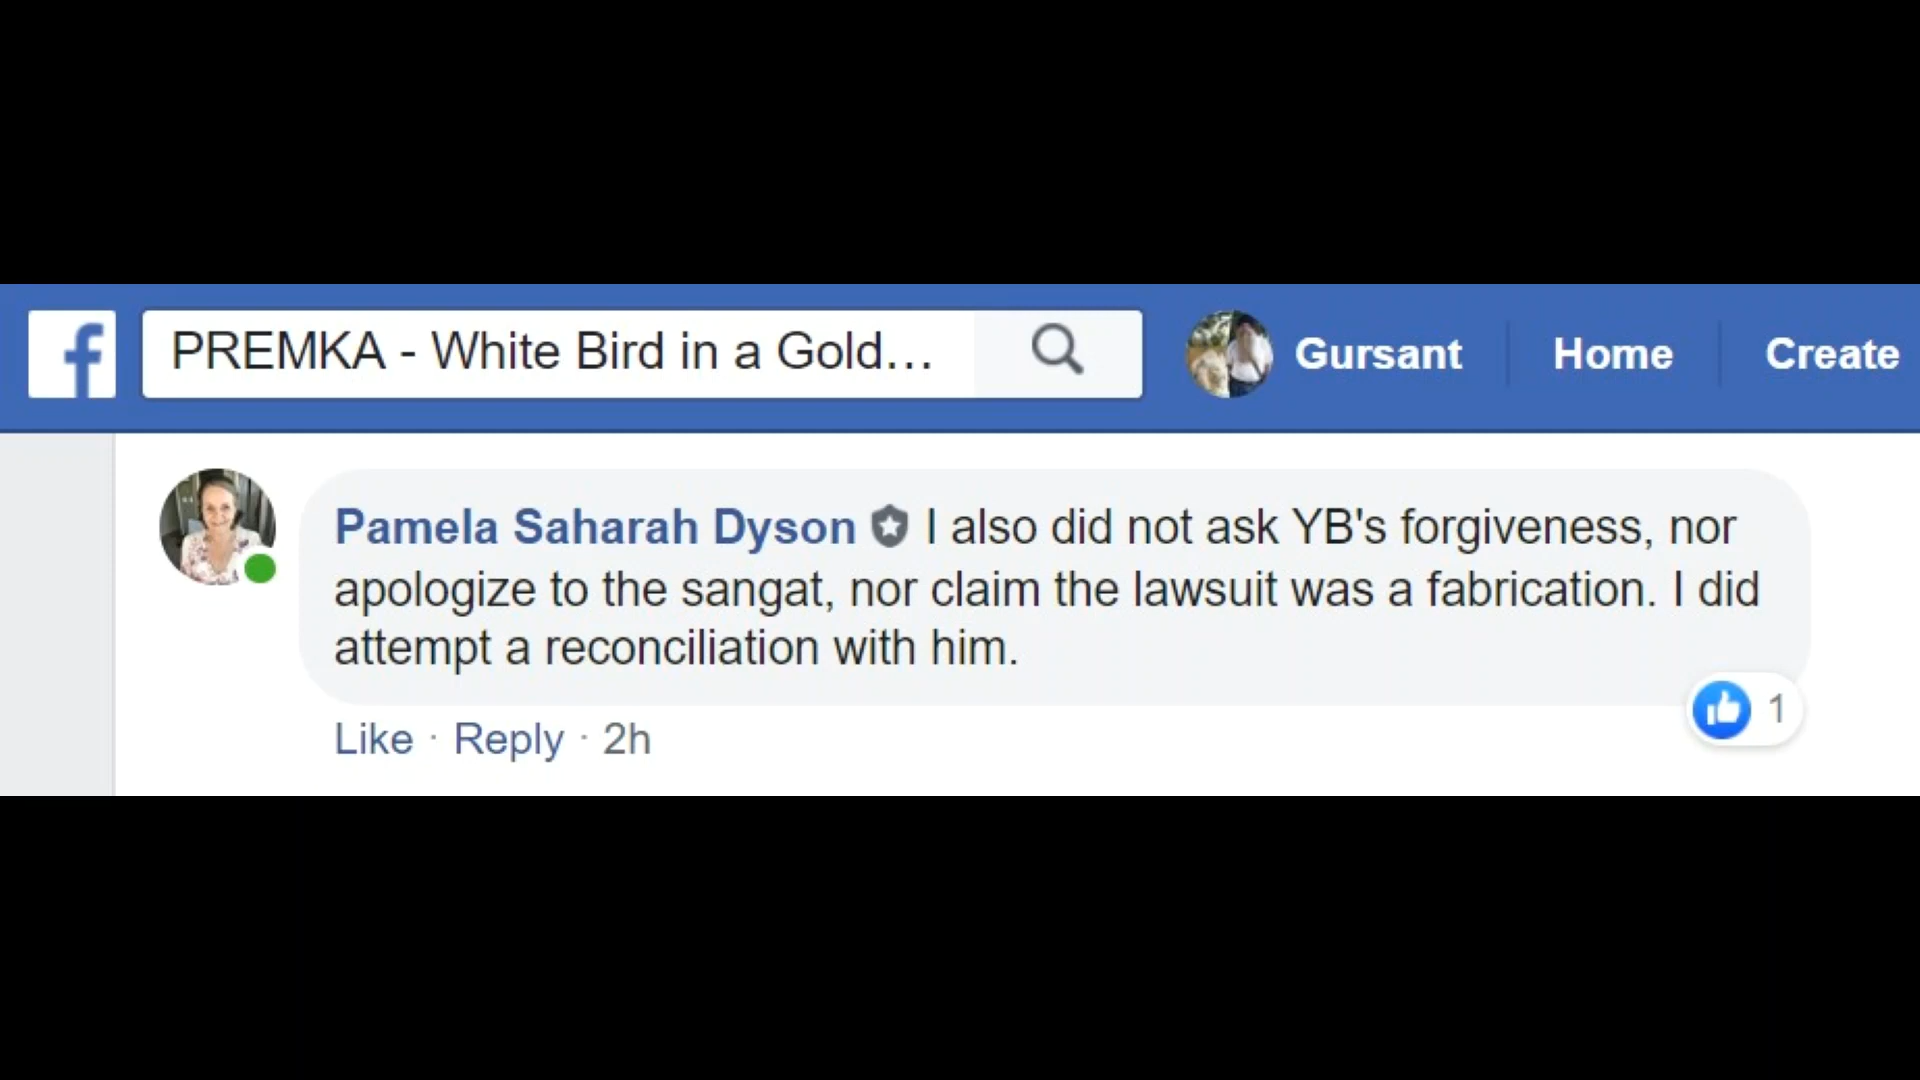 f PREMKA - White Bird in a Gold... Gursant Home Create
Pamela Saharah Dyson I also did not ask YB's forgiveness, nor
apologize to the sangat, nor claim the lawsuit was a fabrication. I did
attempt a reconciliation with him.
1
Like · Reply · 2h